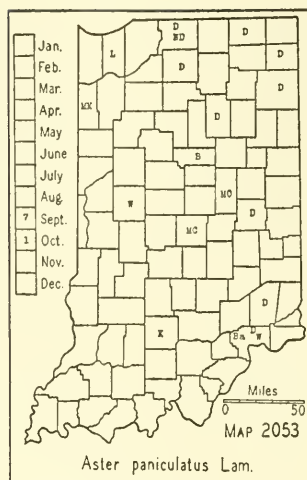 Jan.
Feb.
Mar.
Apr.
May
June
July
Aug.
7 Sept.
1 Oct.
Nov.
Dec.
D
ND
D
D
L
D
D
MX
D
B
MO
W
D
MC
D
K
D
Ba W
Miles
0 50
MAP 2053
Aster paniculatus Lam.